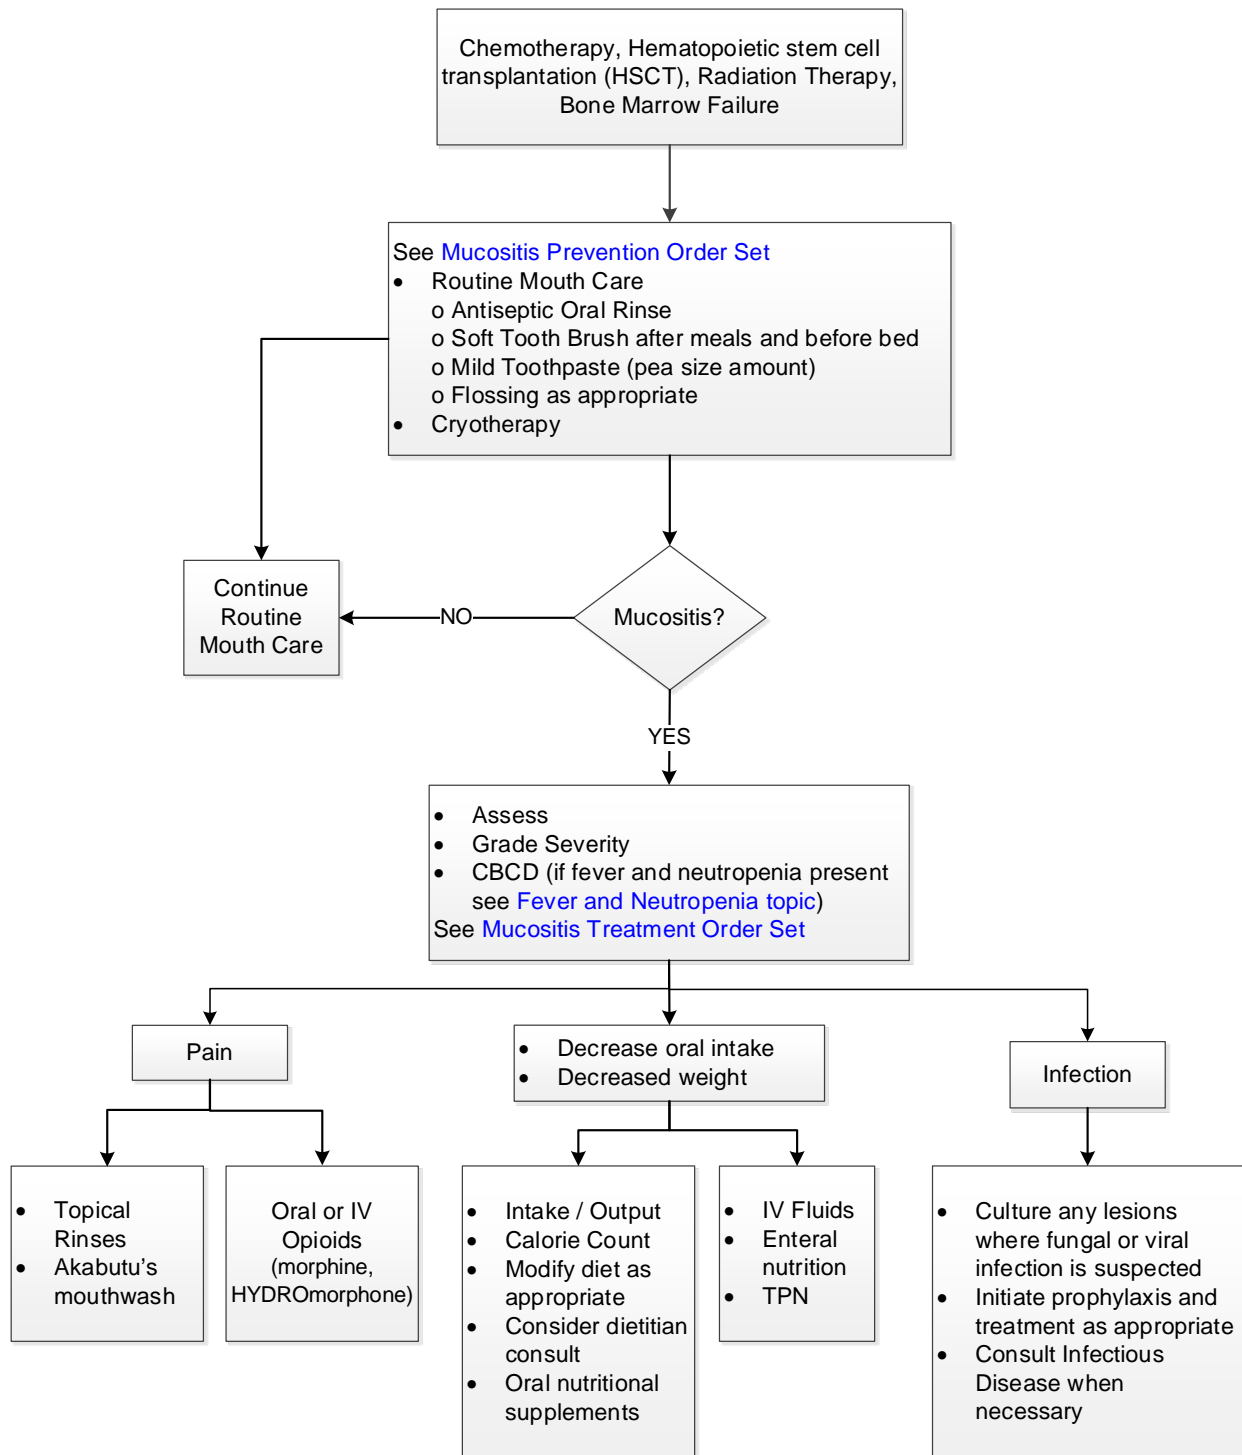 Chemotherapy, Hematopoietic stem cell
transplantation (HSCT), Radiation Therapy,
Bone Marrow Failure
See Mucositis Prevention Order Set
• Routine Mouth Care
o Antiseptic Oral Rinse
o Soft Tooth Brush after meals and before bed
o Mild Toothpaste (pea size amount)
o Flossing as appropriate
• Cryotherapy
Continue
Routine
Mouth Care
NO
Mucositis?
YES
• Assess
• Grade Severity
• CBCD (if fever and neutropenia present
see Fever and Neutropenia topic)
See Mucositis Treatment Order Set
Pain
• Decrease oral intake
• Decreased weight
Infection
• Topical
Rinses
• Akabutu’s
mouthwash
Oral or IV
Opioids
(morphine,
HYDROmorphone)
• Intake / Output
• Calorie Count
• Modify diet as
appropriate
• Consider dietitian
consult
• Oral nutritional
supplements
• IV Fluids
• Enteral
nutrition
• TPN
• Culture any lesions
where fungal or viral
infection is suspected
• Initiate prophylaxis and
treatment as appropriate
• Consult Infectious
Disease when
necessary